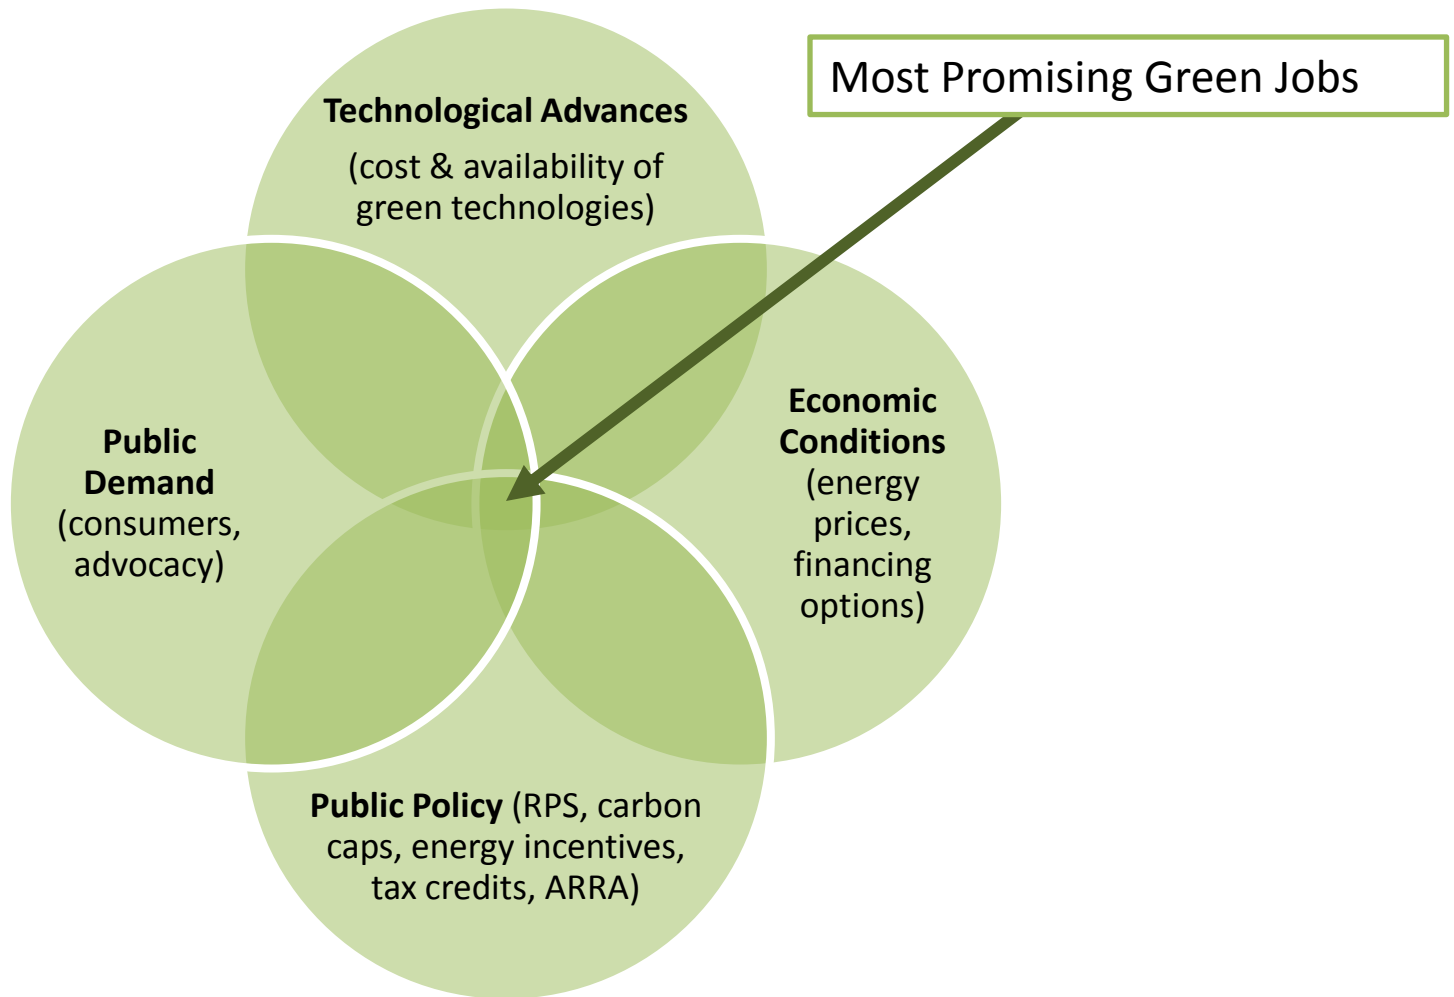 Most Promising Green Jobs
Technological Advances
(cost & availability of
green technologies)
Public
Demand
(consumers,
advocacy)
Economic
Conditions
(energy
prices,
financing
options)
Public Policy (RPS, carbon
caps, energy incentives,
tax credits, ARRA)